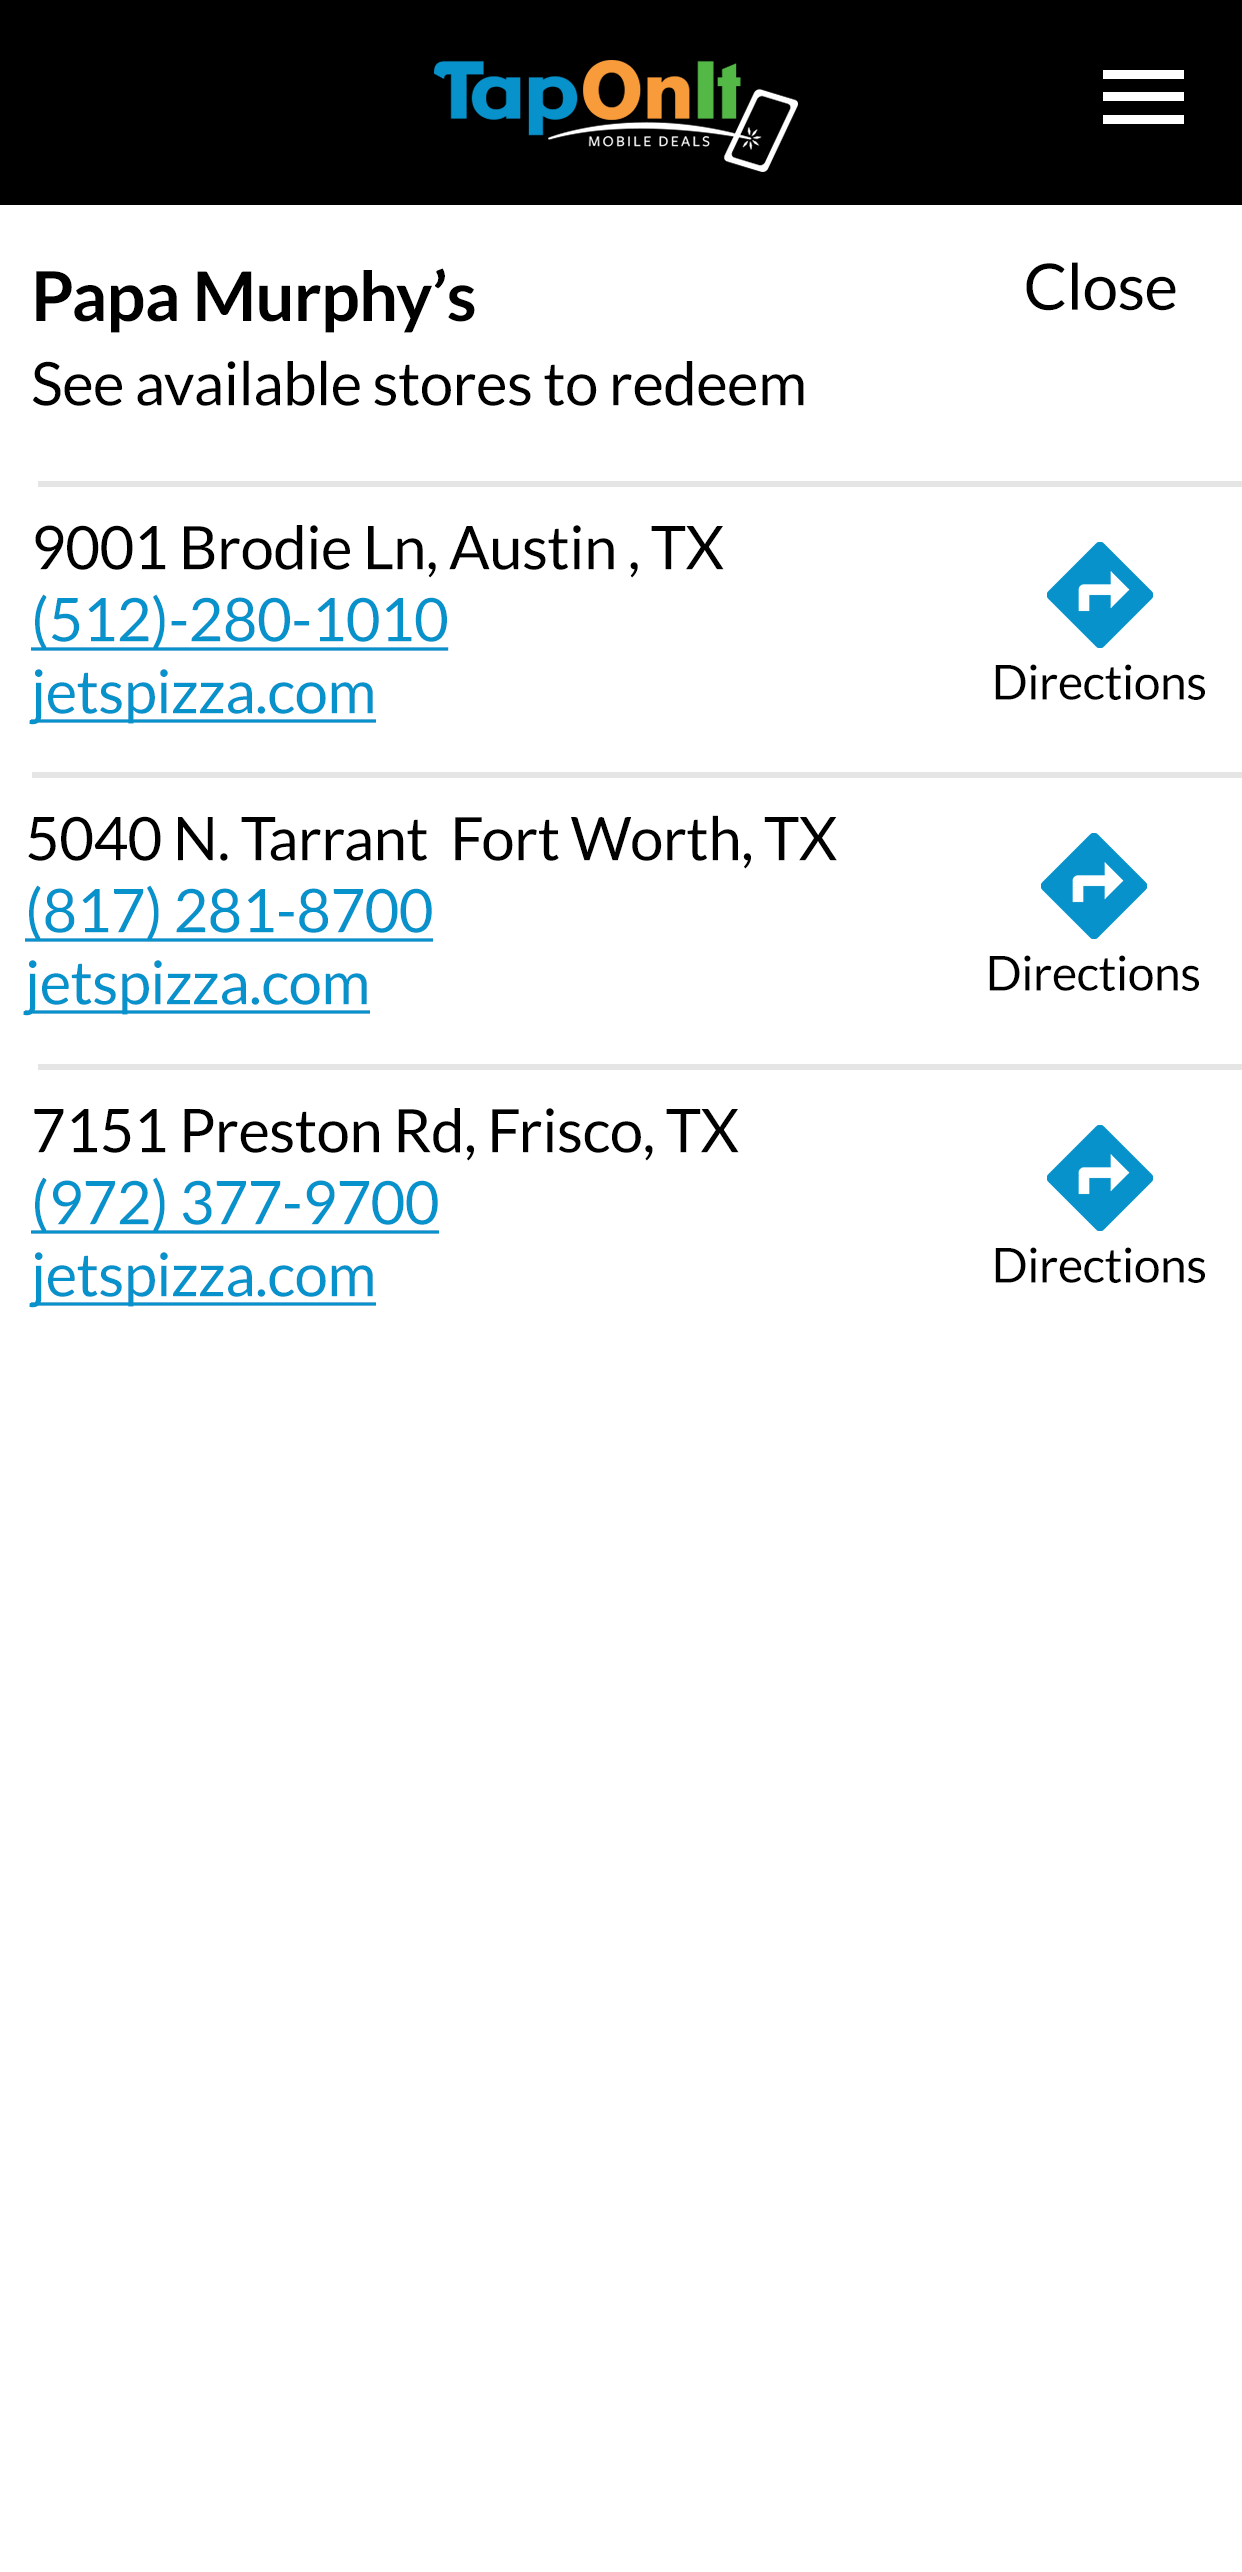 TapOnIt
MOBILE DEALS
Papa Murphy’s
Close
See available stores to redeem
9001 Brodie Ln, Austin , TX
(512)-280-1010
jetspizza.com
Directions
5040 N. Tarrant  Fort Worth, TX
(817) 281-8700
jetspizza.com
Directions
7151 Preston Rd, Frisco, TX
(972) 377-9700
jetspizza.com
Directions